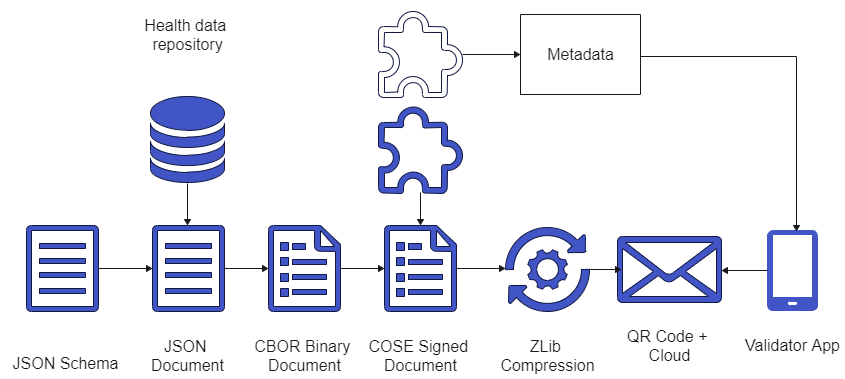 Health data
repository
Metadata
JSON Schema
JSON
Document
CBOR Binary
Document
COSE Signed
Document
ZLib
Compression
QR Code +
Cloud
Validator App